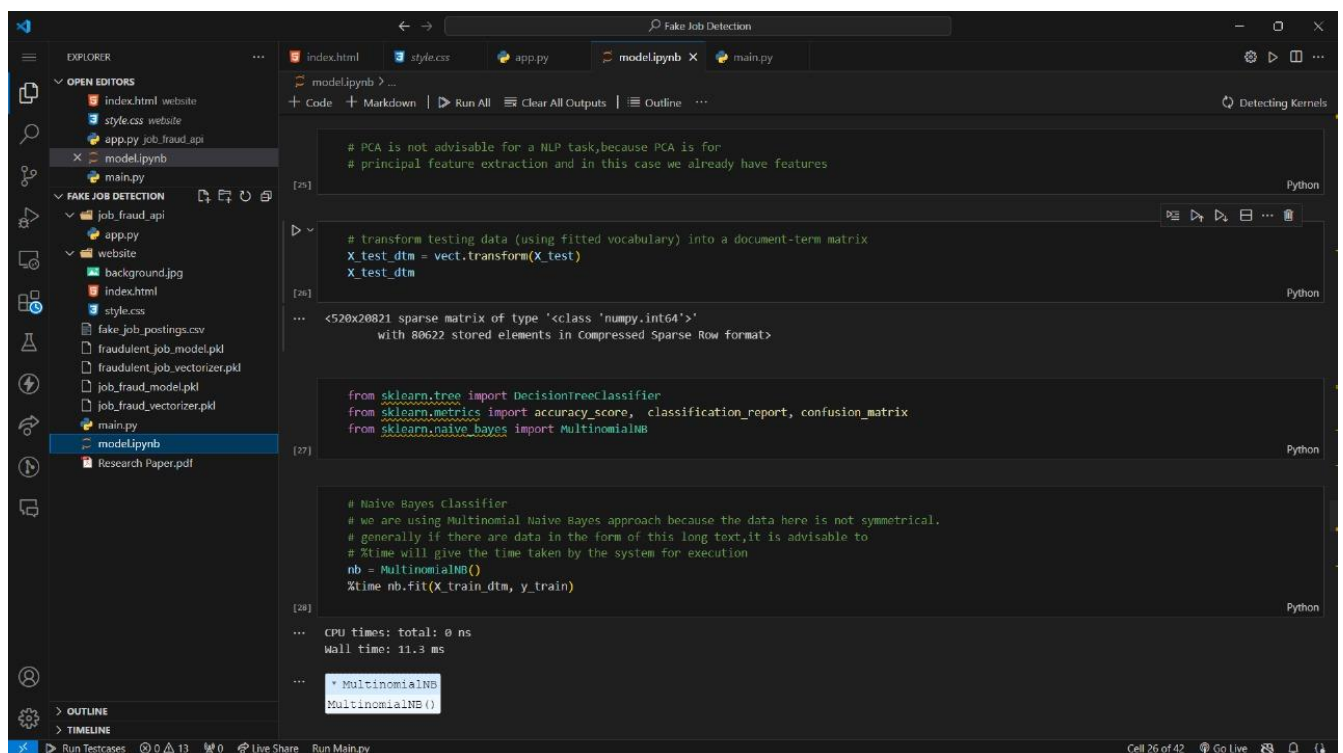 Fake Job Detection
EXPLORER
OPEN EDITORS
index.html website
style.css website
app.py job_fraud_api
model.ipynb
main.py
FAKE JOB DETECTION
job_fraud_api
app.py
website
background.jpg
index.html
style.css
fake_job_postings.csv
fraudulent_job_model.pkl
fraudulent_job_vectorizer.pkl
job_fraud_model.pkl
job_fraud_vectorizer.pkl
main.py
model.ipynb
Research Paper.pdf
OUTLINE
TIMELINE
index.html style.css app.py model.ipynb main.py
model.ipynb > ...
+ Code + Markdown | Run All Clear All Outputs | Outline ...
Detecting Kernels
# PCA is not advisable for a NLP task,because PCA is for
# principal feature extraction and in this case we already have features
[25] Python
# transform testing data (using fitted vocabulary) into a document-term matrix
X_test_dtm = vect.transform(X_test)
X_test_dtm
[26] Python
... <520x20821 sparse matrix of type '<class 'numpy.int64'>'
with 80622 stored elements in Compressed Sparse Row format>
from sklearn.tree import DecisionTreeClassifier
from sklearn.metrics import accuracy_score, classification_report, confusion_matrix
from sklearn.naive_bayes import MultinomialNB
[27] Python
# Naive Bayes Classifier
# we are using Multinomial Naive Bayes approach because the data here is not symmetrical.
# generally if there are data in the form of this long text,it is advisable to
# %time will give the time taken by the system for execution
nb = MultinomialNB()
%time nb.fit(X_train_dtm, y_train)
[28] Python
... CPU times: total: 0 ns
Wall time: 11.3 ms
... MultinomialNB
MultinomialNB()
Run Testcases 0 13 0 Live Share Run Main.py
Cell 26 of 42 Go Live